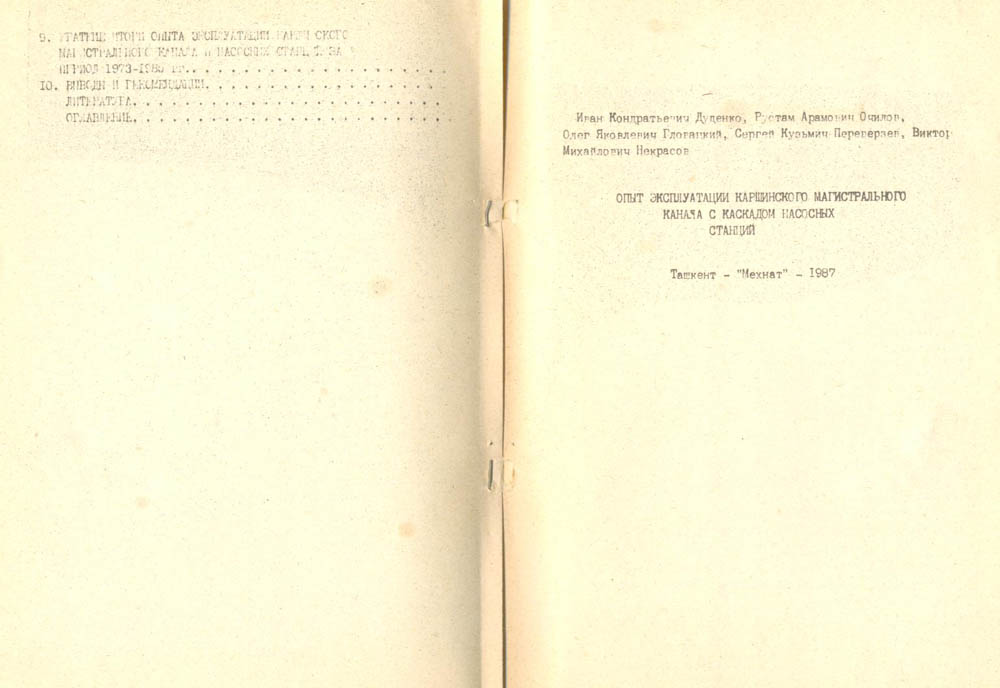 9. КРАТКИЕ ИТОГИ ОПЫТА ЭКСПЛУАТАЦИИ КАРШИНСКОГО
МАГИСТРАЛЬНОГО КАНАЛА И НАСОСНЫХ СТАНЦИЙ ЗА
ПЕРИОД 1973-1985 гг. . . . . . . . . . . . . . . . . . .
10. ВЫВОДЫ И РЕКОМЕНДАЦИИ. . . . . . . . . . . . . . . . . .
ЛИТЕРАТУРА. . . . . . . . . . . . . . . . . . . . . . .
ОГЛАВЛЕНИЕ. . . . . . . . . . . . . . . . . . . . . . .
Иван Кондратьевич Дуденко, Рустам Арамович Очилов,
Олег Яковлевич Гловацкий, Сергей Кузьмич Переверзев, Виктор
Михайлович Некрасов
ОПЫТ ЭКСПЛУАТАЦИИ КАРШИНСКОГО МАГИСТРАЛЬНОГО
КАНАЛА С КАСКАДОМ НАСОСНЫХ
СТАНЦИЙ
Ташкент - "Мехнат" - 1987